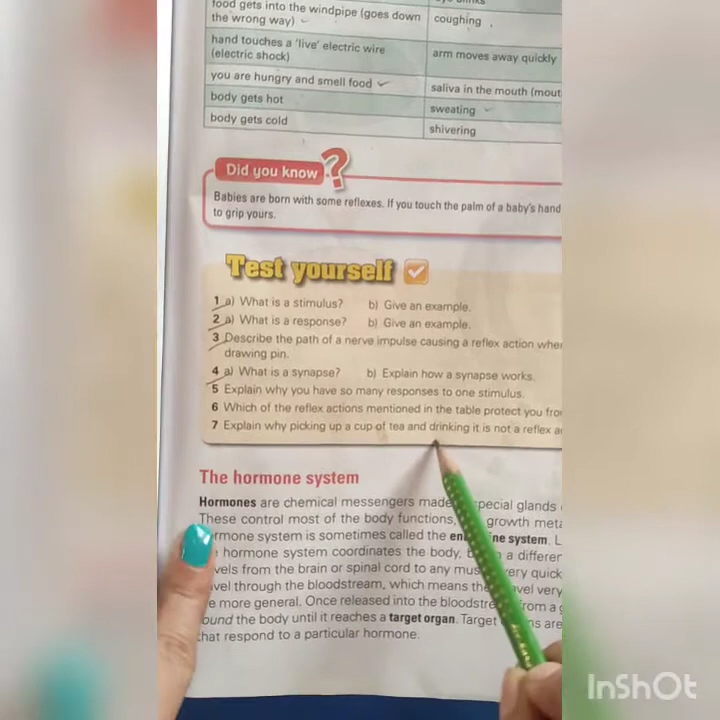 food gets into the windpipe (goes down
the wrong way)
coughing
hand touches a 'live' electric wire
(electric shock)
arm moves away quickly
you are hungry and smell food
saliva in the mouth (mout
body gets hot
sweating
body gets cold
shivering
Did you know ?
Babies are born with some reflexes. If you touch the palm of a baby's hand
to grip yours.
Test yourself
1 a) What is a stimulus? b) Give an example.
2 a) What is a response? b) Give an example.
3 Describe the path of a nerve impulse causing a reflex action whe
drawing pin.
4 a) What is a synapse? b) Explain how a synapse works.
5 Explain why you have so many responses to one stimulus.
6 Which of the reflex actions mentioned in the table protect you fro
7 Explain why picking up a cup of tea and drinking it is not a reflex a
The hormone system
Hormones are chemical messengers made special glands
These control most of the body functions, growth meta
rmone system is sometimes called the en ne system. L
hormone system coordinates the body, a differen
vels from the brain or spinal cord to any mus very quick
avel through the bloodstream, which means the vel very
e more general. Once released into the bloodstre from a g
ound the body until it reaches a target organ. Target ns are
that respond to a particular hormone.
InShOt